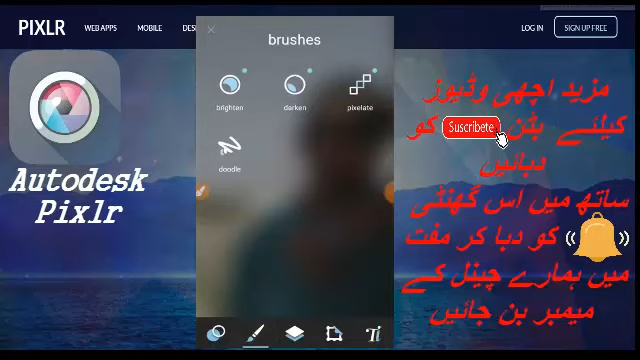 PIXLR WEB APPS MOBILE LOG IN SIGN UP FREE
brushes
brighten darken pixelate
doodle
Autodesk
Pixlr
مزید اچھی وڈیوز
کیلئے بٹن Suscribete کو
دبائیں
ساتھ میں اس گھنٹی
کو دبا کر مفت
میں ہمارے چینل کے
میمبر بن جائیں
Ti